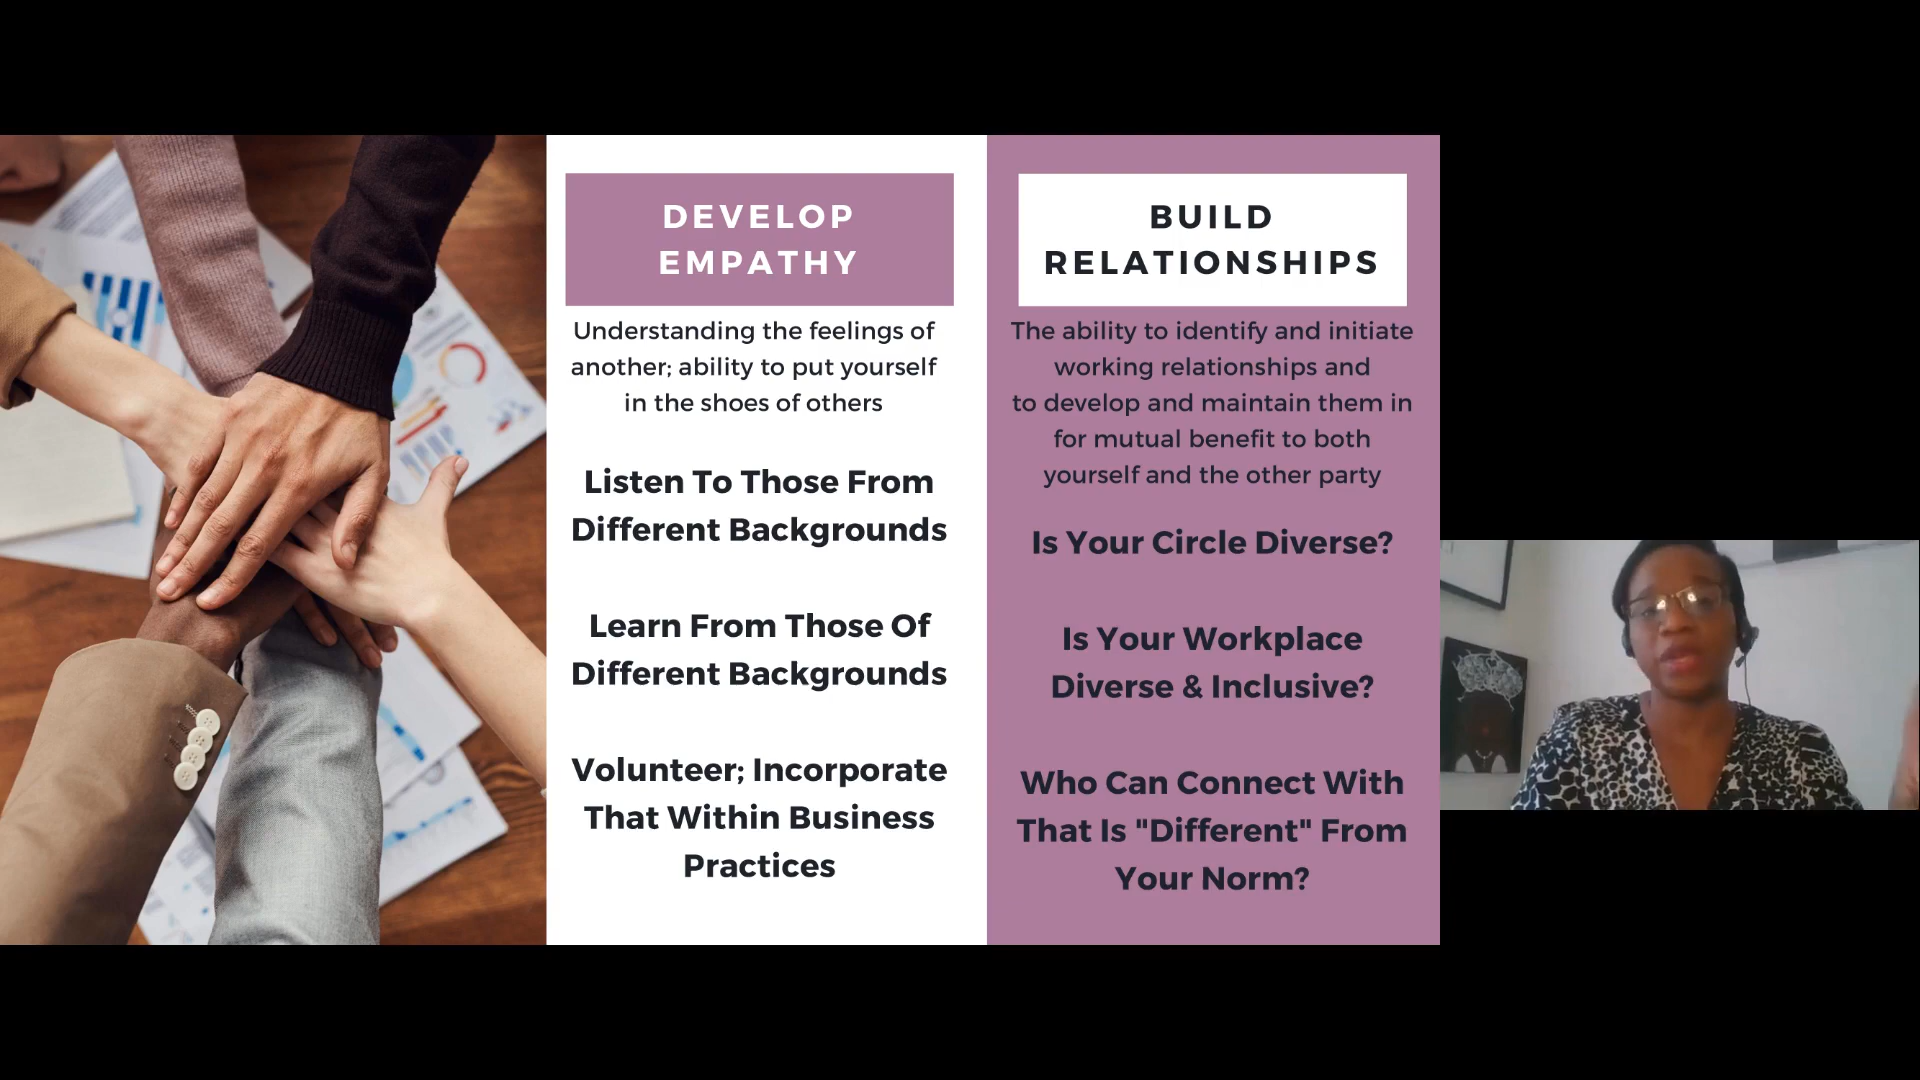 DEVELOP
EMPATHY
Understanding the feelings of
another; ability to put yourself
in the shoes of others
Listen To Those From
Different Backgrounds
Learn From Those Of
Different Backgrounds
Volunteer; Incorporate
That Within Business
Practices
BUILD
RELATIONSHIPS
The ability to identify and initiate
working relationships and
to develop and maintain them in
for mutual benefit to both
yourself and the other party
Is Your Circle Diverse?
Is Your Workplace
Diverse & Inclusive?
Who Can Connect With
That Is "Different" From
Your Norm?